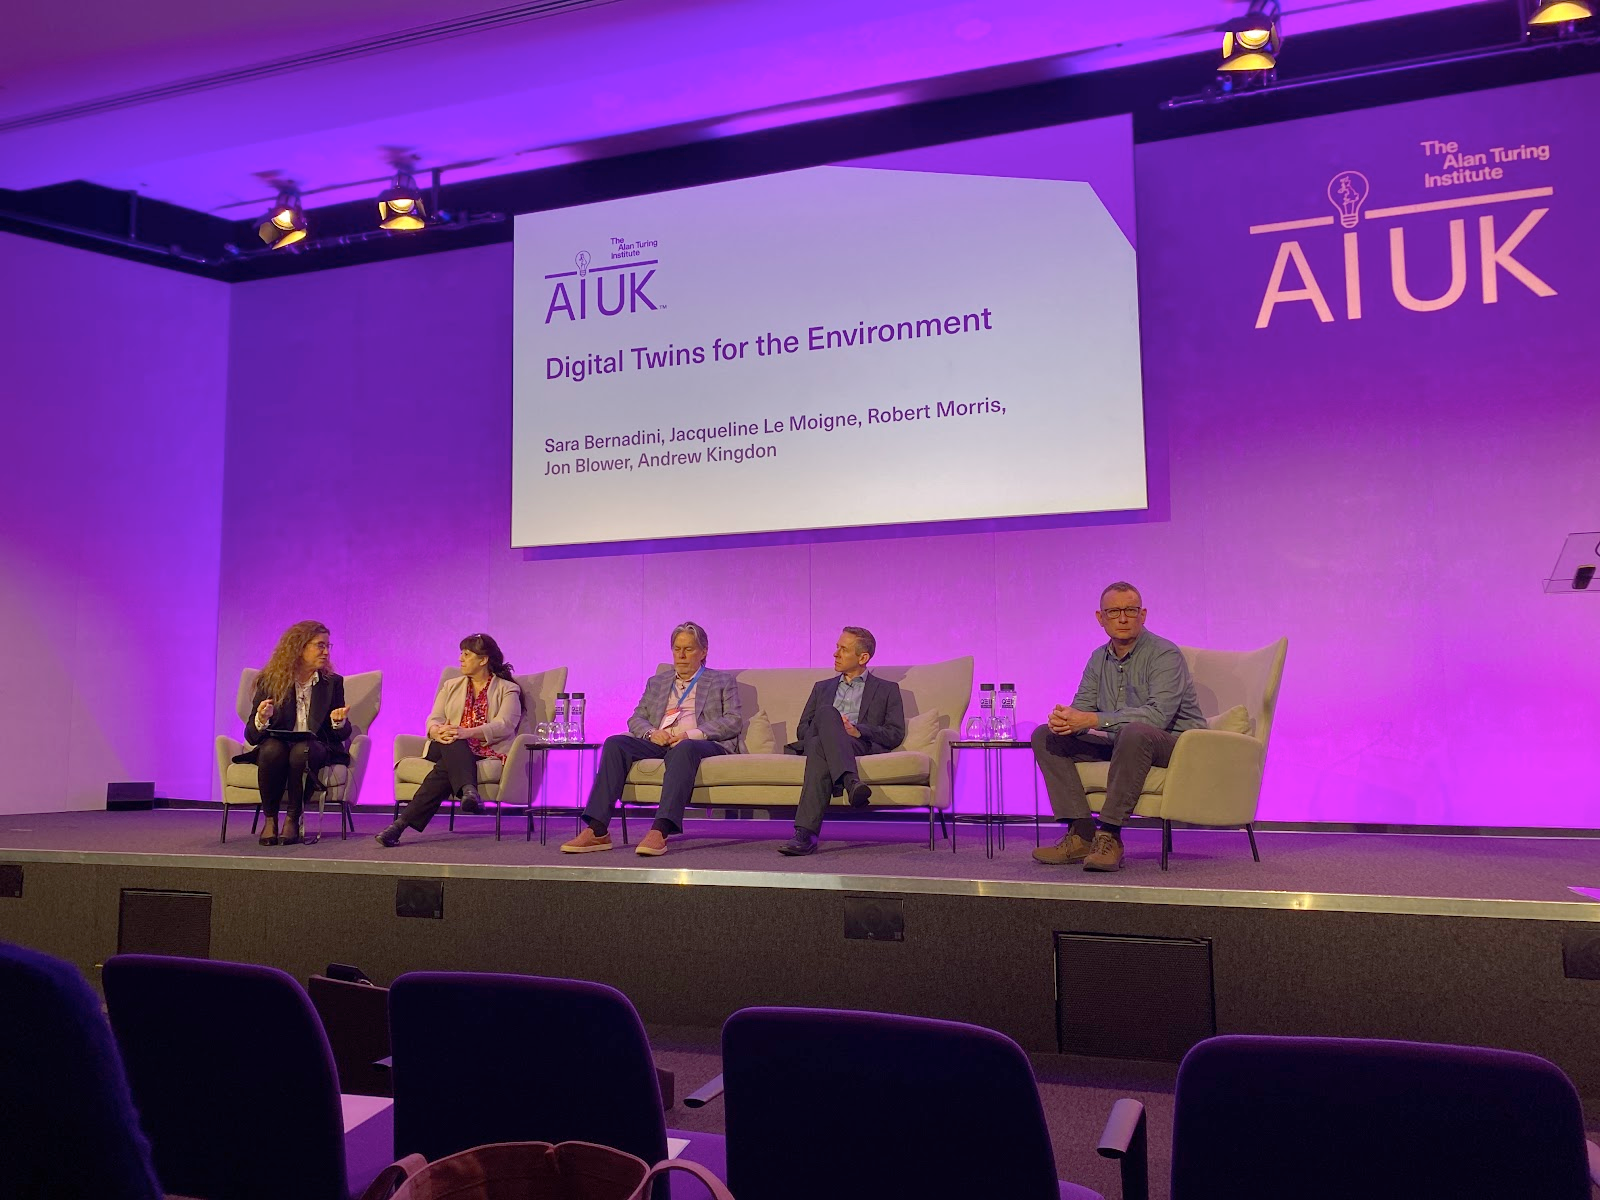 The
Alan Turing
Institute
AI UK™
Digital Twins for the Environment
Sara Bernadini, Jacqueline Le Moigne, Robert Morris,
Jon Blower, Andrew Kingdon
The
Alan Turing
Institute
AI UK